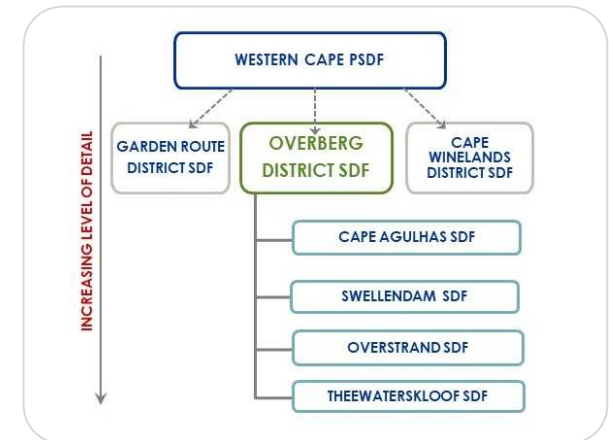 WESTERN CAPE PSDF
GARDEN ROUTE
DISTRICT SDF
OVERBERG
DISTRICT SDF
CAPE
WINELANDS
DISTRICT SDF
INCREASING LEVEL OF DETAIL
CAPE AGULHAS SDF
SWELLENDAM SDF
OVERSTRAND SDF
THEEWATERSKLOOF SDF